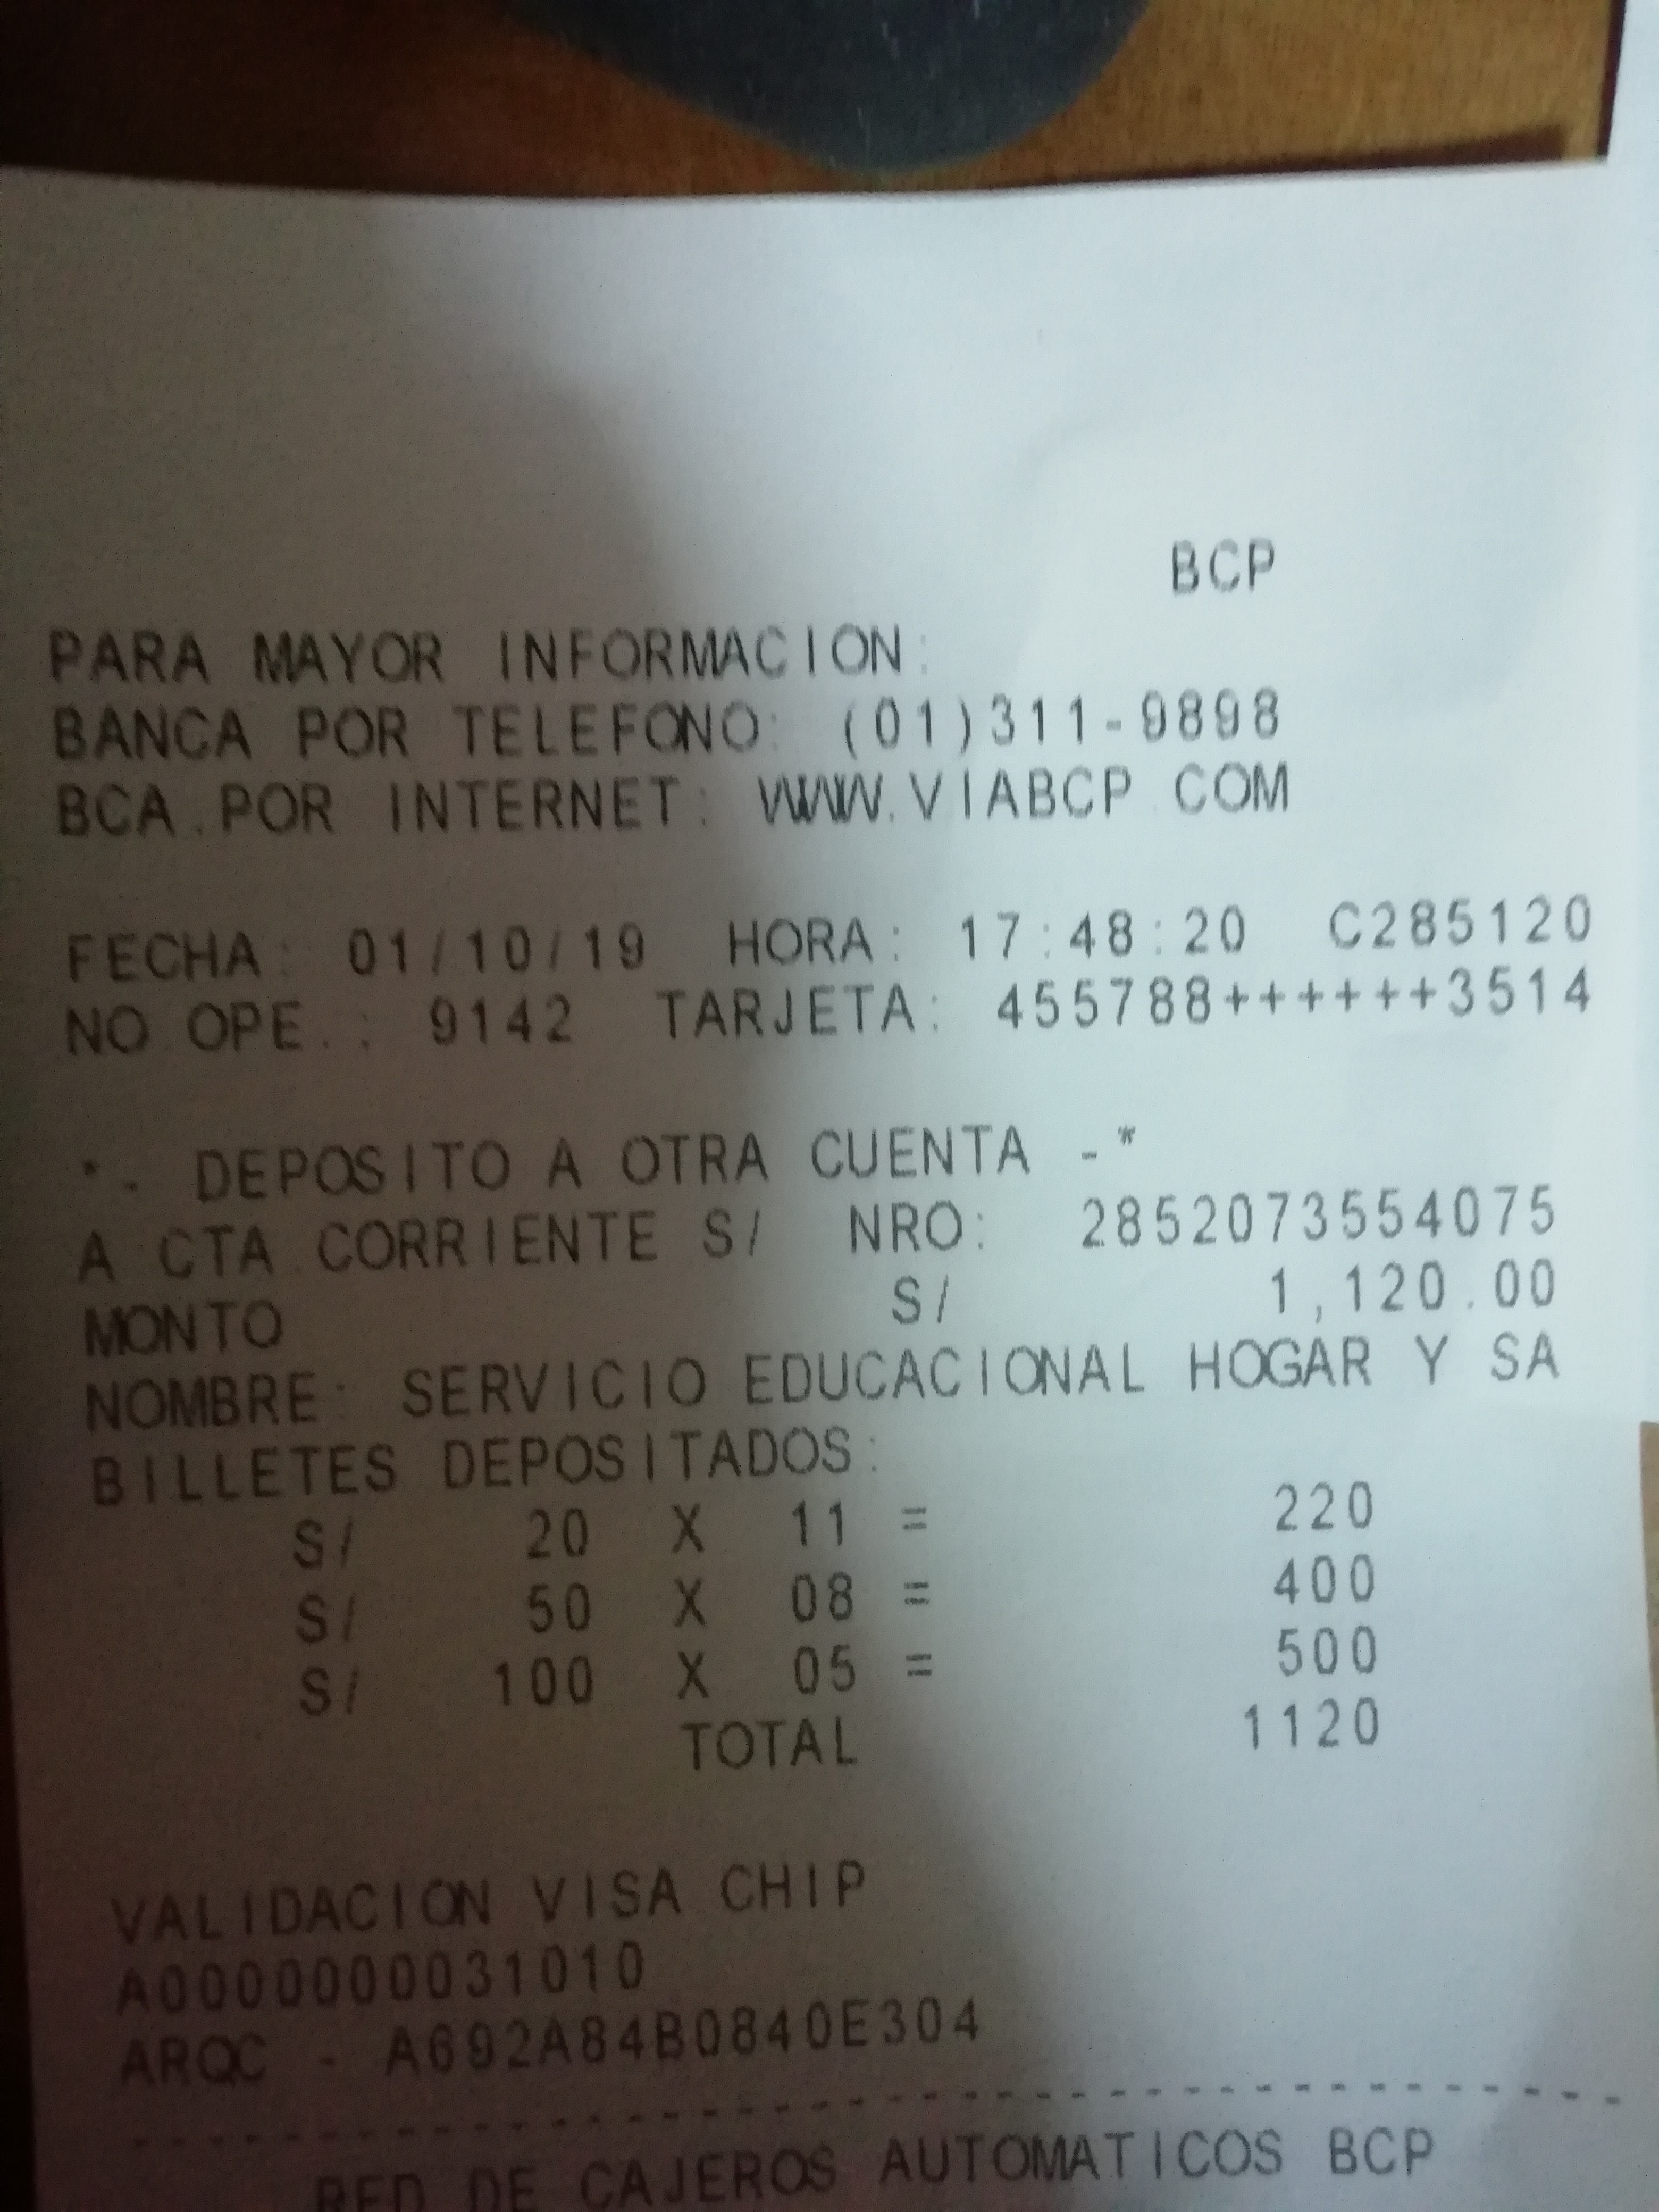 BCP
PARA MAYOR INFORMACION:
BANCA POR TELEFONO: (01)311-9898
BCA.POR INTERNET: WWW.VIABCP.COM
FECHA: 01/10/19 HORA: 17:48:20 C285120
NO OPE.: 9142 TARJETA: 455788++++++3514
*- DEPOSITO A OTRA CUENTA -*
A CTA.CORRIENTE S/ NRO: 2852073554075
MONTO S/ 1,120.00
NOMBRE: SERVICIO EDUCACIONAL HOGAR Y SA
BILLETES DEPOSITADOS:
S/ 20 X 11 = 220
S/ 50 X 08 = 400
S/ 100 X 05 = 500
TOTAL 1120
VALIDACION VISA CHIP
A0000000031010
ARQC - A692A84B0840E304
--------------------------------------
RED DE CAJEROS AUTOMATICOS BCP